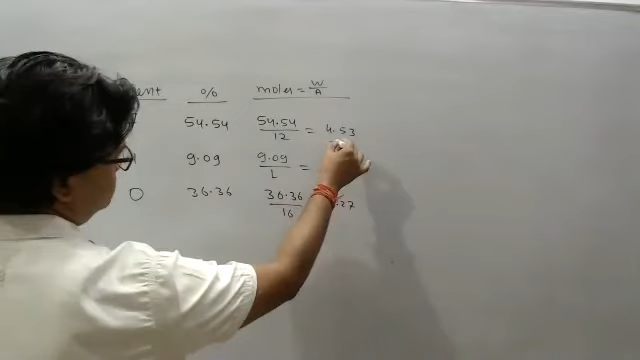 ent % moles = W/A
54.54 54.54/12 = 4.53
9.09 9.09/1 =
O 36.36 36.36/16 .27